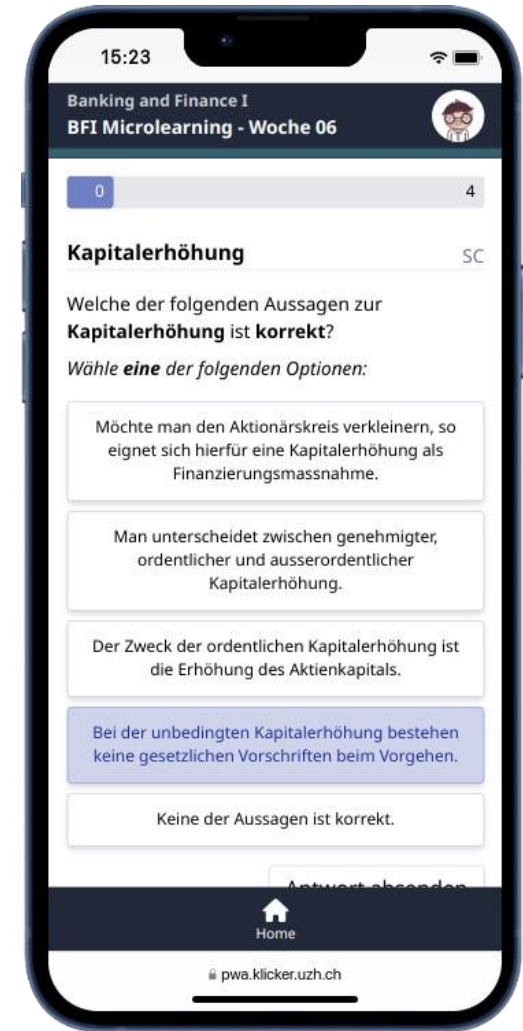 15:23
Banking and Finance I
BFI Microlearning - Woche 06
0
4
Kapitalerhöhung
SC
Welche der folgenden Aussagen zur
Kapitalerhöhung ist korrekt?
Wähle eine der folgenden Optionen:
Möchte man den Aktionärskreis verkleinern, so
eignet sich hierfür eine Kapitalerhöhung als
Finanzierungsmassnahme.
Man unterscheidet zwischen genehmigter,
ordentlicher und ausserordentlicher
Kapitalerhöhung.
Der Zweck der ordentlichen Kapitalerhöhung ist
die Erhöhung des Aktienkapitals.
Bei der unbedingten Kapitalerhöhung bestehen
keine gesetzlichen Vorschriften beim Vorgehen.
Keine der Aussagen ist korrekt.
Antwort absenden
Home
pwa.klicker.uzh.ch